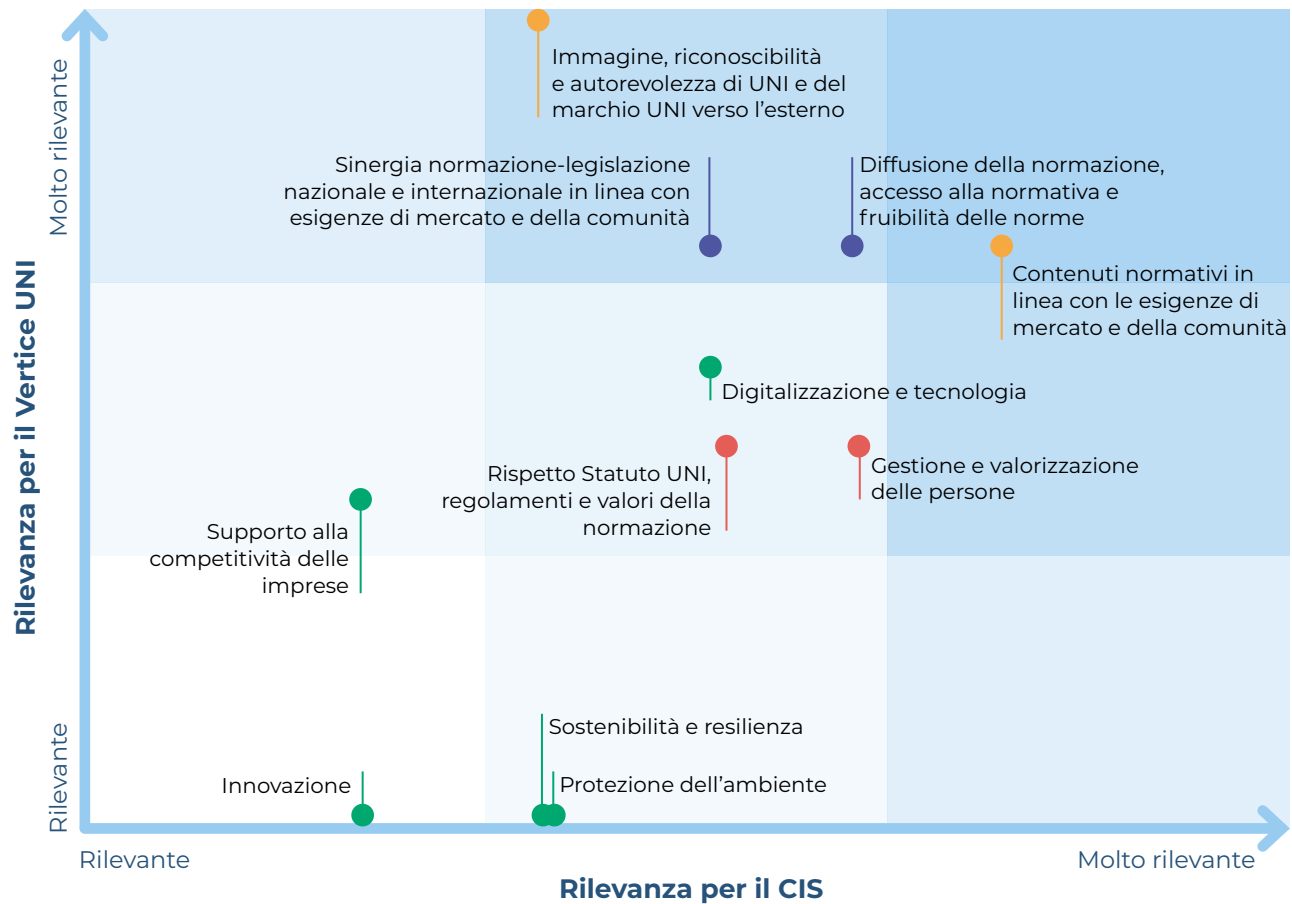 Rilevanza per il Vertice UNI
Molto rilevante
Rilevante
Immagine, riconoscibilità
e autorevolezza di UNI e del
marchio UNI verso l’esterno
Sinergia normazione-legislazione
nazionale e internazionale in linea con
esigenze di mercato e della comunità
Diffusione della normazione,
accesso alla normativa e
fruibilità delle norme
Contenuti normativi in
linea con le esigenze di
mercato e della comunità
Digitalizzazione e tecnologia
Rispetto Statuto UNI,
regolamenti e valori della
normazione
Gestione e valorizzazione
delle persone
Supporto alla
competitività delle
imprese
Sostenibilità e resilienza
Innovazione
Protezione dell’ambiente
Rilevante
Molto rilevante
Rilevanza per il CIS